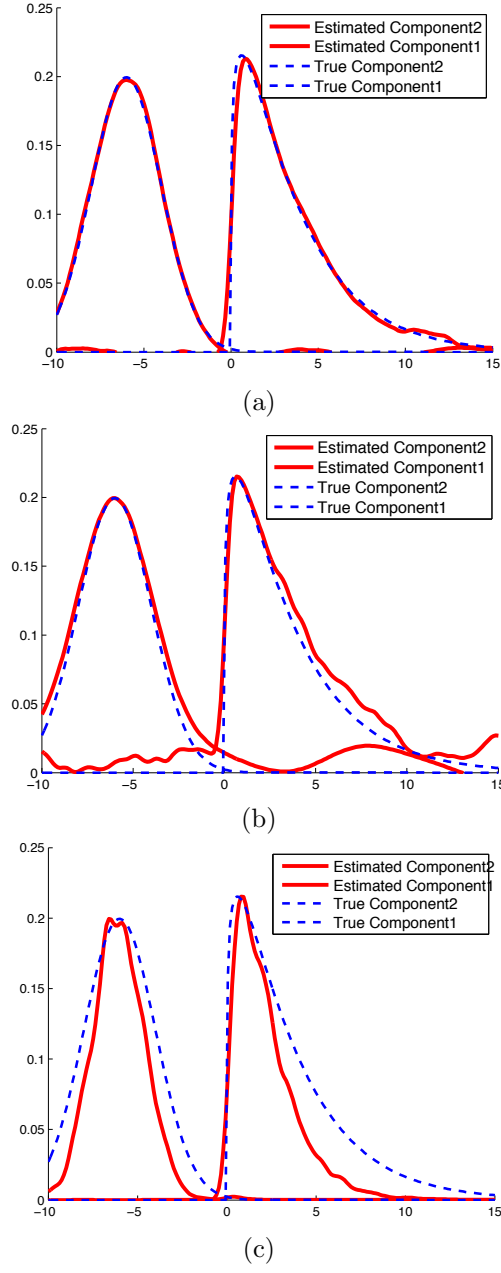 0.25
0.2
0.15
0.1
0.05
0
−10 −5 0 5 10 15
Estimated Component2
Estimated Component1
True Component2
True Component1
(a)
0.25
0.2
0.15
0.1
0.05
0
−10 −5 0 5 10 15
Estimated Component2
Estimated Component1
True Component2
True Component1
(b)
0.25
0.2
0.15
0.1
0.05
0
−10 −5 0 5 10 15
Estimated Component2
Estimated Component1
True Component2
True Component1
(c)